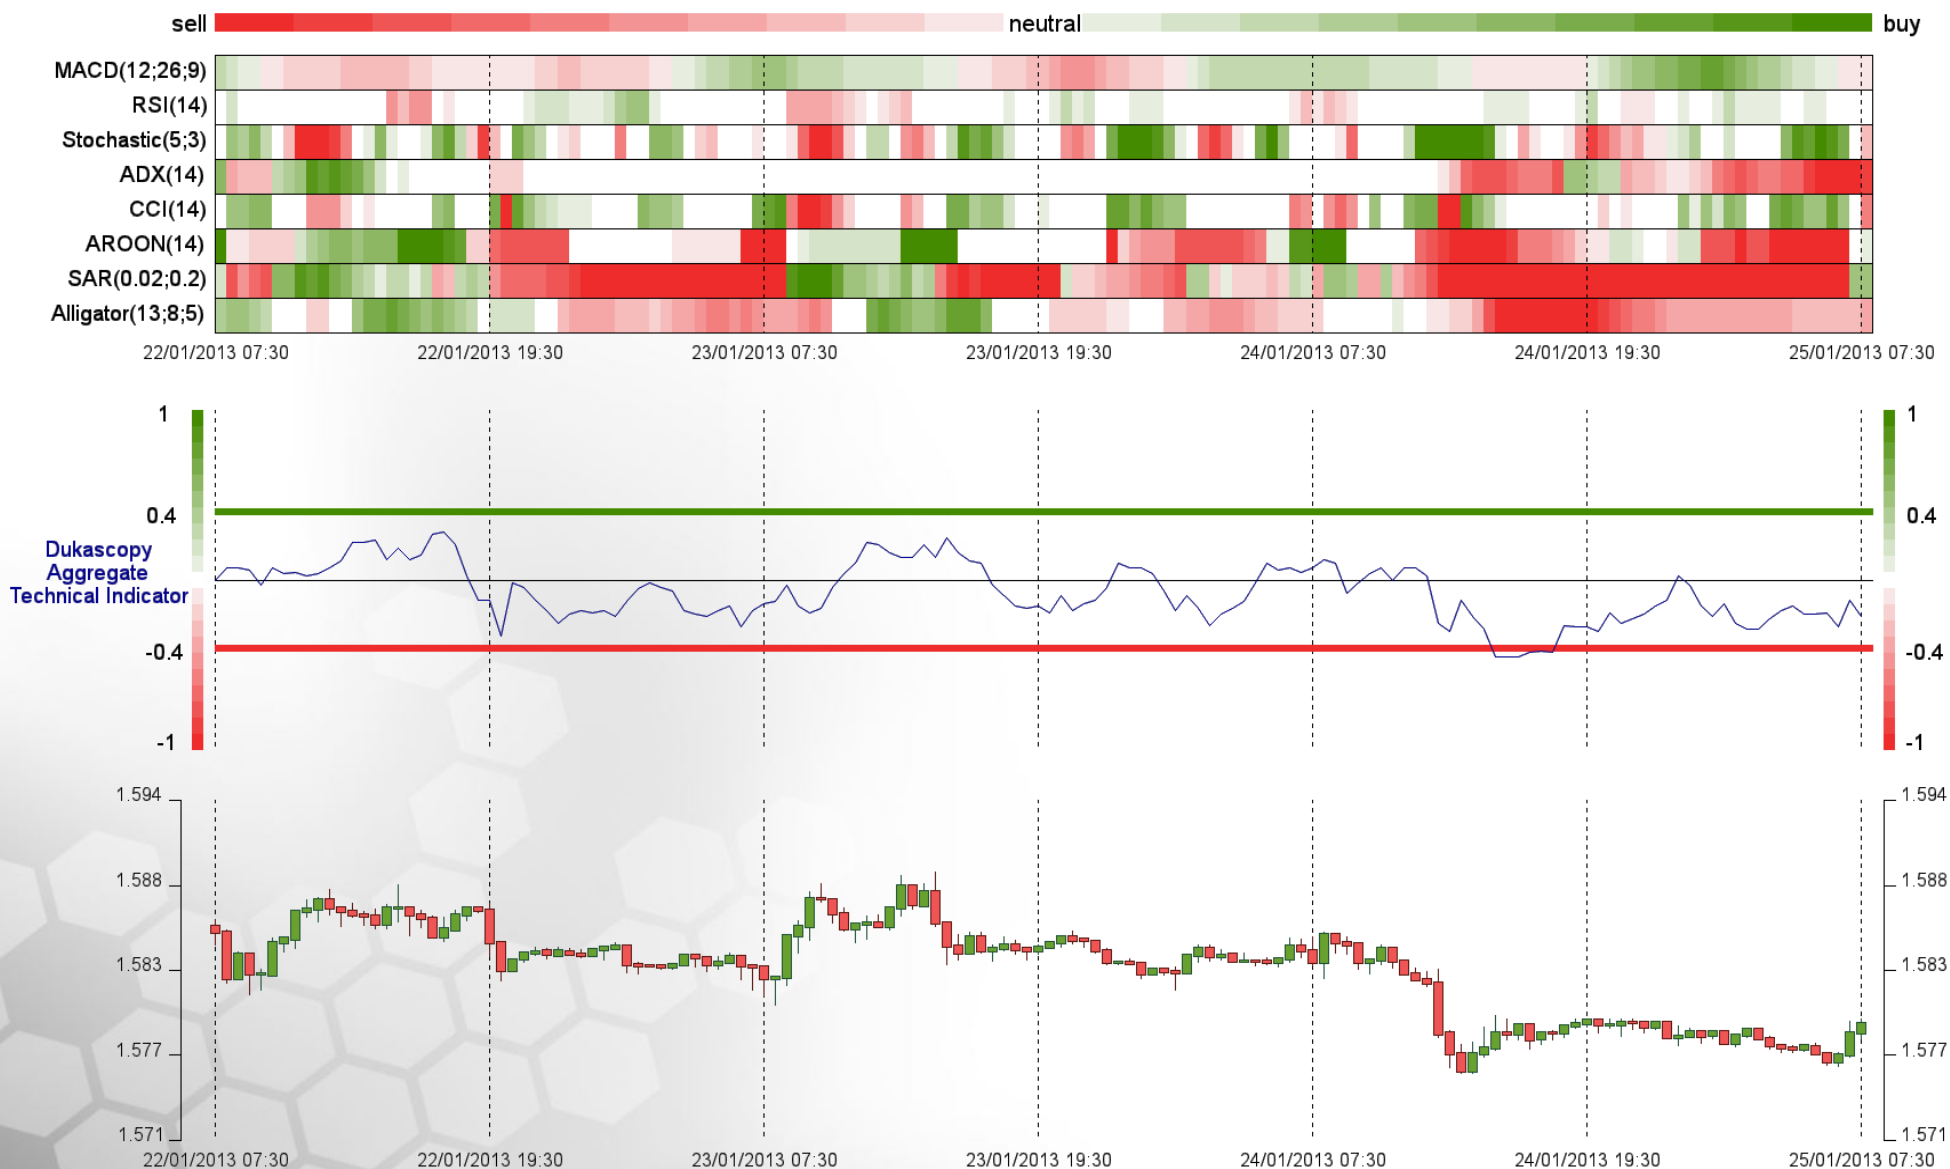 sell neutral buy
MACD(12;26;9)
RSI(14)
Stochastic(5;3)
ADX(14)
CCI(14)
AROON(14)
SAR(0.02;0.2)
Alligator(13;8;5)
22/01/2013 07:30 22/01/2013 19:30 23/01/2013 07:30 23/01/2013 19:30 24/01/2013 07:30 24/01/2013 19:30 25/01/2013 07:30
1 1
0.4 0.4
Dukascopy
Aggregate
Technical Indicator
-0.4 -0.4
-1 -1
1.594 1.594
1.588 1.588
1.583 1.583
1.577 1.577
1.571 1.571
22/01/2013 07:30 22/01/2013 19:30 23/01/2013 07:30 23/01/2013 19:30 24/01/2013 07:30 24/01/2013 19:30 25/01/2013 07:30